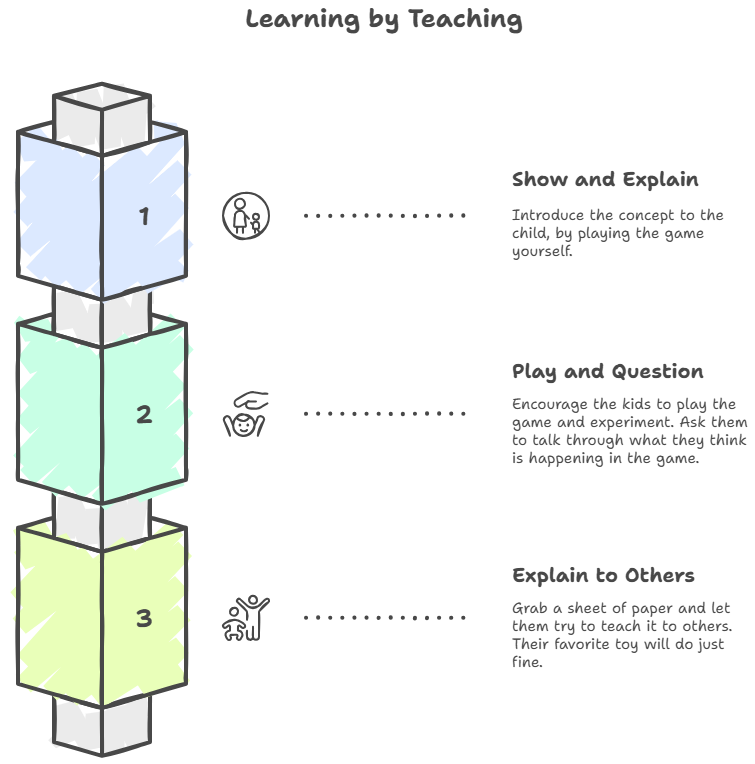 Learning by Teaching
1
Show and Explain
Introduce the concept to the
child, by playing the game
yourself.
2
Play and Question
Encourage the kids to play the
game and experiment. Ask them
to talk through what they think
is happening in the game.
3
Explain to Others
Grab a sheet of paper and let
them try to teach it to others.
Their favorite toy will do just
fine.